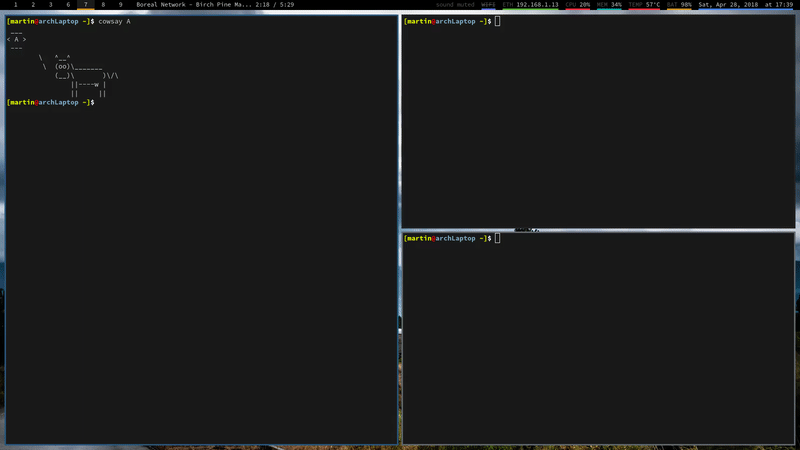 1 2 3 6 7 8 9 Boreal Network - Birch Pine Ma... 2:18 / 5:29 sound muted WIFI ETH 192.168.1.13 CPU 20% MEM 34% TEMP 57°C BAT 98% Sat, Apr 28, 2018 at 17:39
[martin@archLaptop ~]$ cowsay A
 ___
< A >
 ---
        \   ^__^
         \  (oo)\_______
            (__)\       )\/\
                ||----w |
                ||     ||
[martin@archLaptop ~]$
[martin@archLaptop ~]$
[martin@archLaptop ~]$